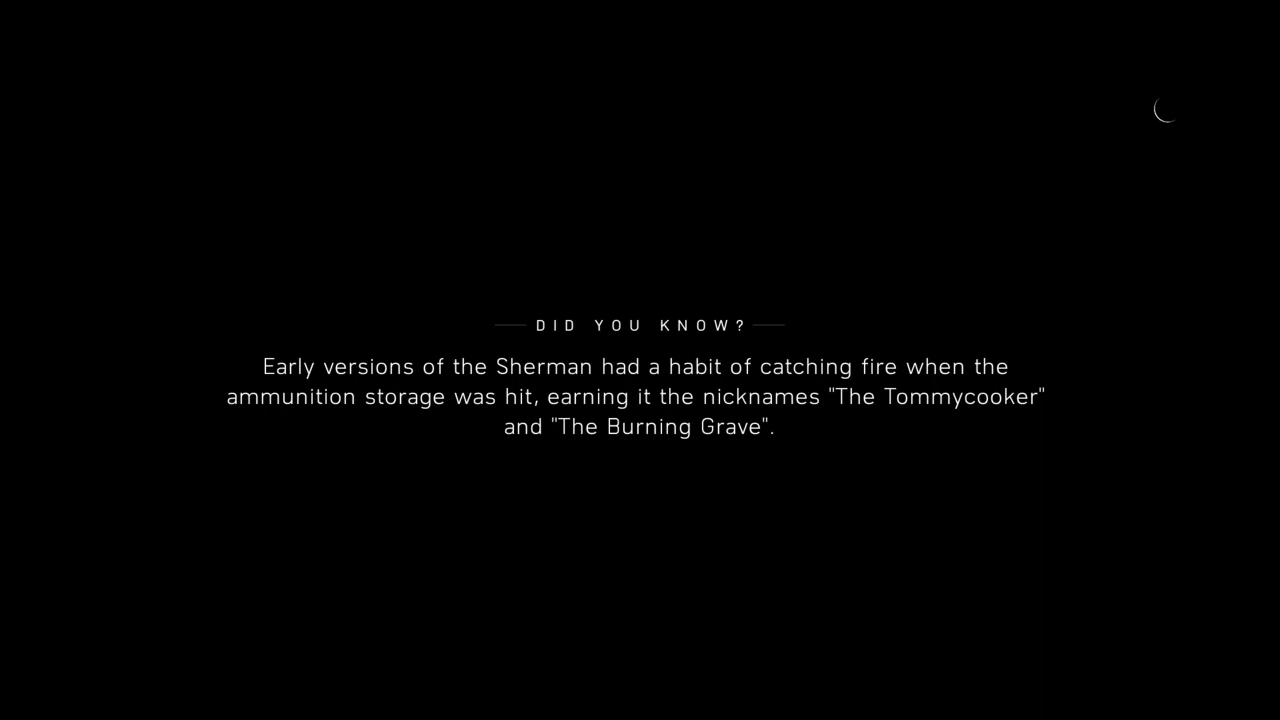 DID YOU KNOW?
Early versions of the Sherman had a habit of catching fire when the
ammunition storage was hit, earning it the nicknames "The Tommycooker"
and "The Burning Grave".